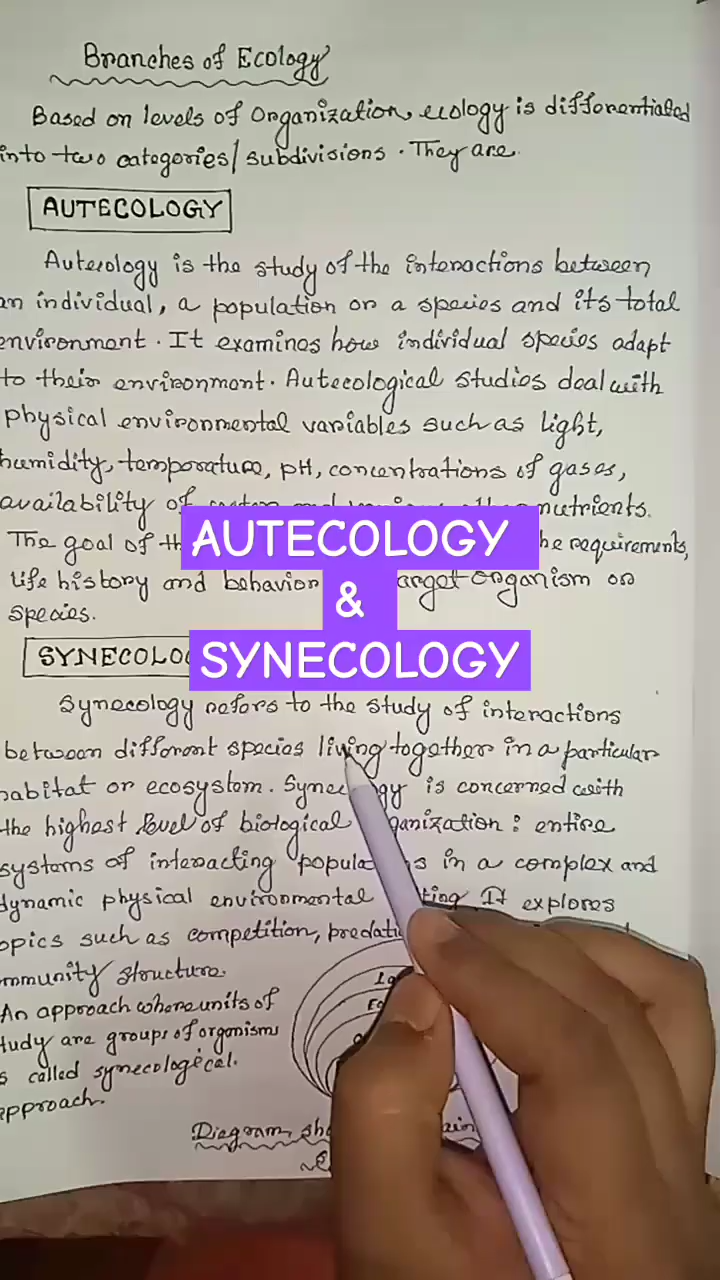 Branches of Ecology
Based on levels of Organization, ecology is differentiated
into two categories/subdivisions. They are
AUTECOLOGY
Autecology is the study of the interactions between
an individual, a population or a species and its total
environment. It examines how individual species adapt
to their environment. Autecological studies deal with
physical environmental variables such as light,
humidity, temperature, pH, concentrations of gases,
availability of nutrients.
The goal of the requirements,
life history and behavior target organism or
species.
AUTECOLOGY
&
SYNECOLOGY
SYNECOLO
Synecology refers to the study of interactions
between different species living together in a particular
habitat or ecosystem. Synecology is concerned with
the highest level of biological organization: entire
systems of interacting populations in a complex and
dynamic physical environmental setting It explores
topics such as competition, predati
community structure.
An approach where units of
study are groups of organisms
is called synecological
approach.
Diagram